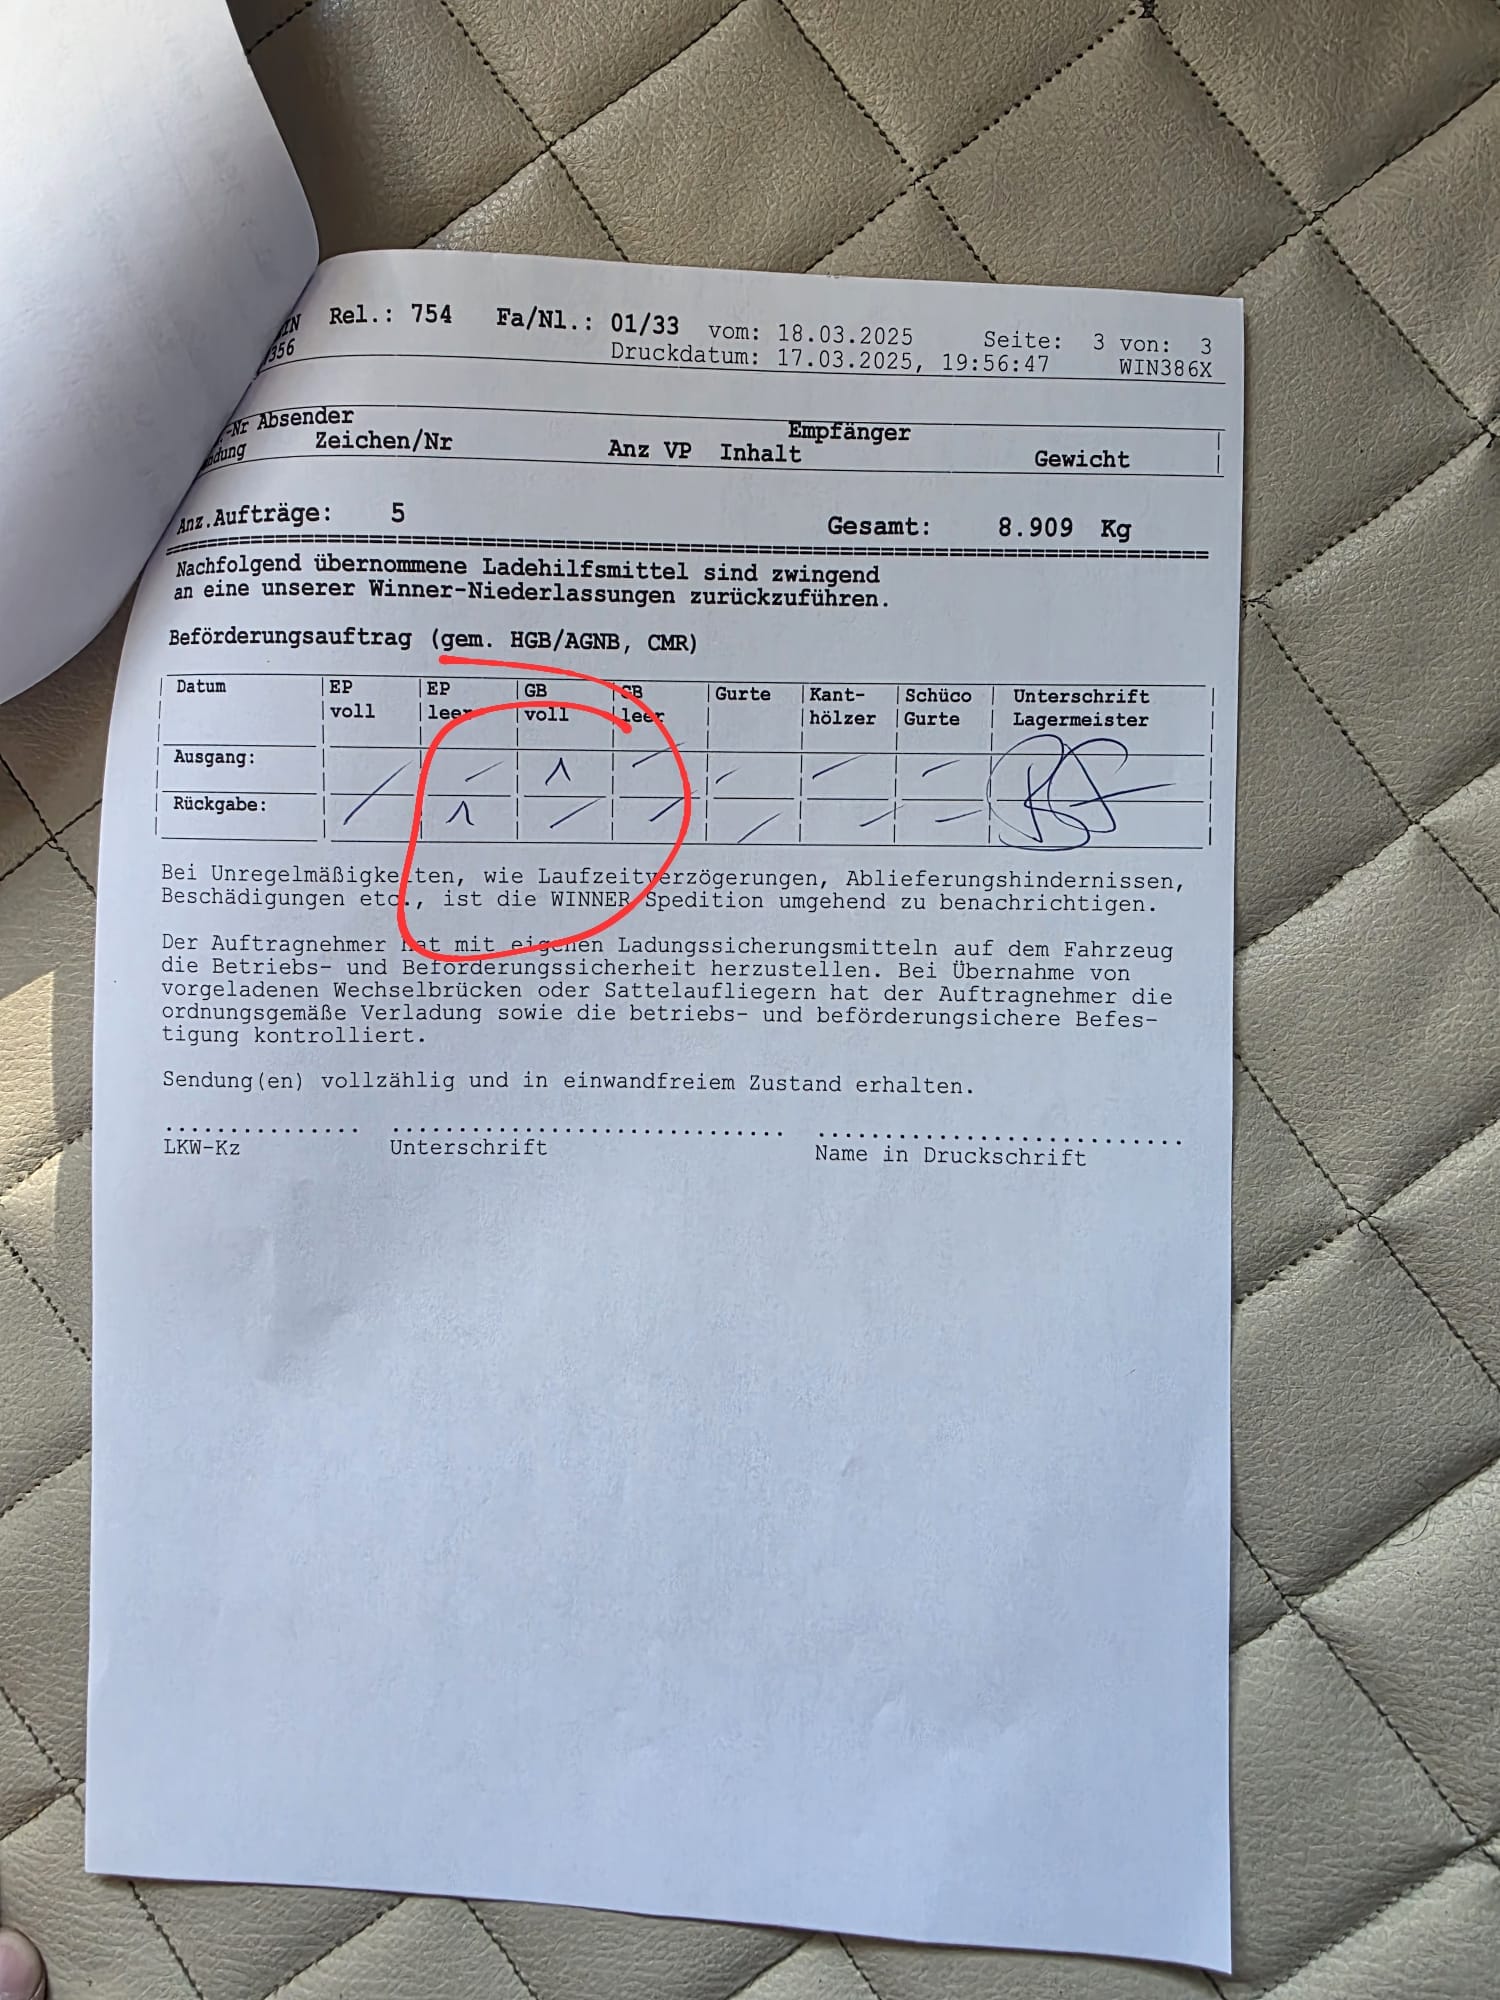 Rel.: 754 Fa/Nl.: 01/33 vom: 18.03.2025 Seite: 3 von: 3
356 Druckdatum: 17.03.2025, 19:56:47 WIN386X
-Nr Absender Empfänger
Zeichen/Nr Anz VP Inhalt Gewicht
Anz.Aufträge: 5 Gesamt: 8.909 Kg
Nachfolgend übernommene Ladehilfsmittel sind zwingend
an eine unserer Winner-Niederlassungen zurückzuführen.
Beförderungsauftrag (gem. HGB/AGNB, CMR)
Datum EP EP GB GB Gurte Kant- Schüco Unterschrift
voll leer voll leer hölzer Gurte Lagermeister
Ausgang: / 1 / / / /
Rückgabe: / 1 / / / / /
Bei Unregelmäßigkeiten, wie Laufzeitverzögerungen, Ablieferungshindernissen,
Beschädigungen etc., ist die WINNER Spedition umgehend zu benachrichtigen.
Der Auftragnehmer hat mit eigenen Ladungssicherungsmitteln auf dem Fahrzeug
die Betriebs- und Beförderungssicherheit herzustellen. Bei Übernahme von
vorgeladenen Wechselbrücken oder Sattelaufliegern hat der Auftragnehmer die
ordnungsgemäße Verladung sowie die betriebs- und beförderungsichere Befes-
tigung kontrolliert.
Sendung(en) vollzählig und in einwandfreiem Zustand erhalten.
LKW-Kz Unterschrift Name in Druckschrift